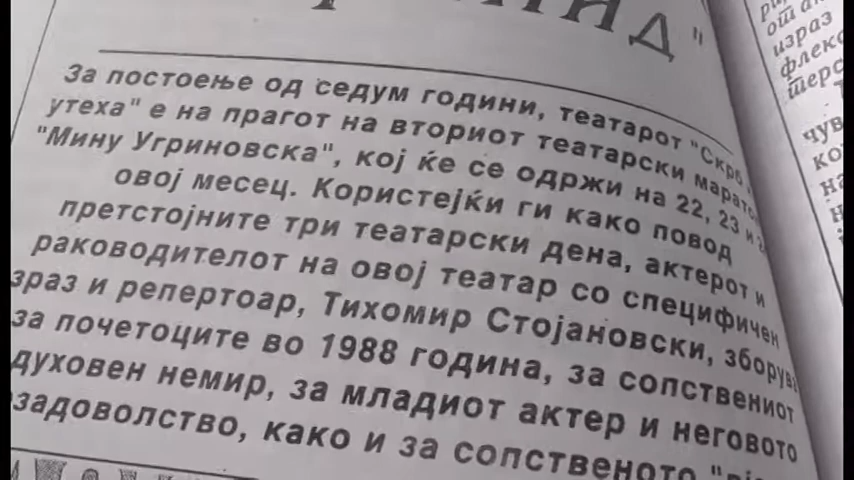 За постоење од седум години, театарот "Скрб
утеха" е на прагот на вториот театарски марато
"Мину Угриновска", кој ќе се одржи на 22, 23 и
овој месец. Користејќи ги како повод
претстојните три театарски дена, актерот и
раководителот на овој театар со специфичен
зраз и репертоар, Тихомир Стојановски, зборува
за почетоците во 1988 година, за сопствениот
духовен немир, за младиот актер и неговото
задоволство, како и за сопственото